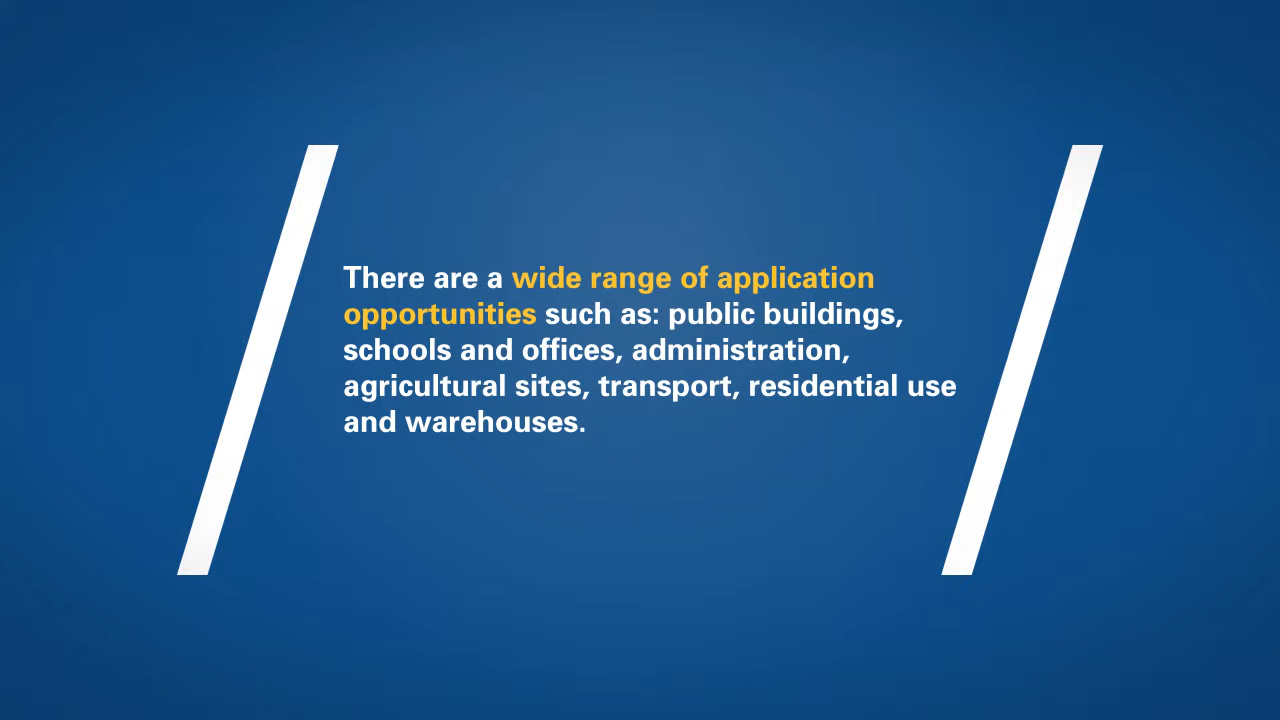 There are a wide range of application
opportunities such as: public buildings,
schools and offices, administration,
agricultural sites, transport, residential use
and warehouses.